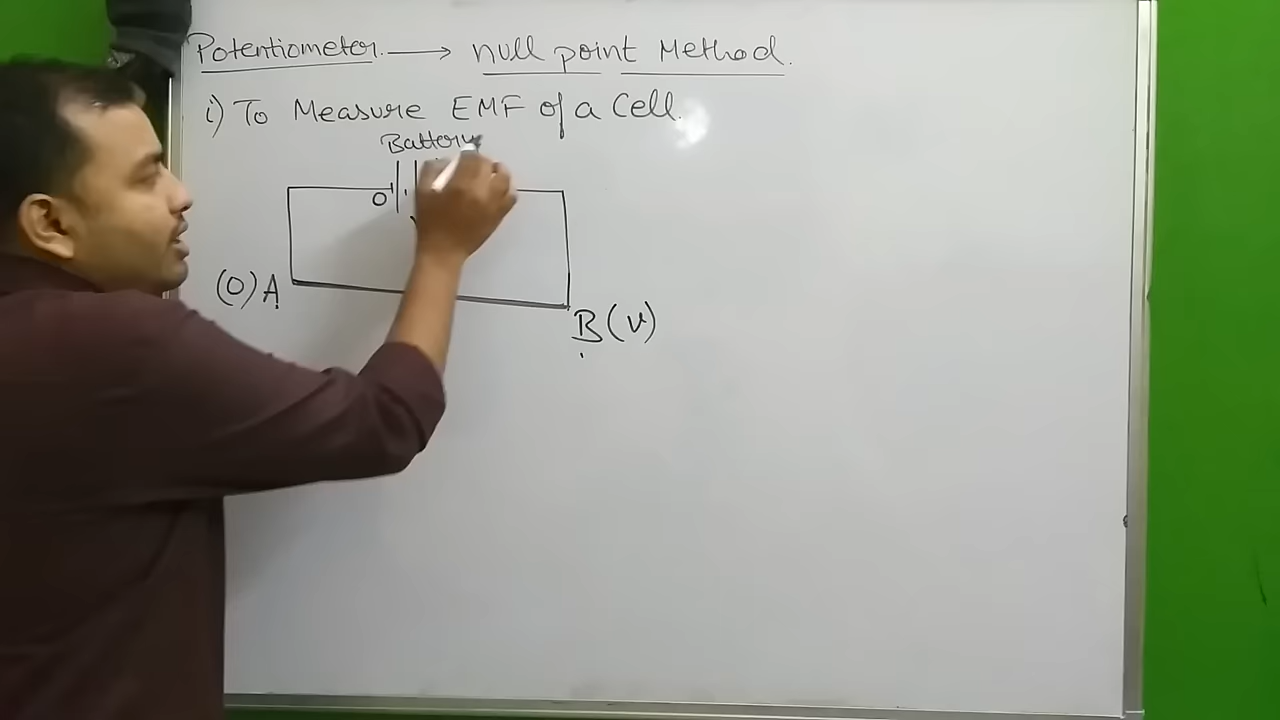 Potentiometer. → null point Method.
i) To Measure EMF of a Cell.
Battery
0
(0) A
B (V)